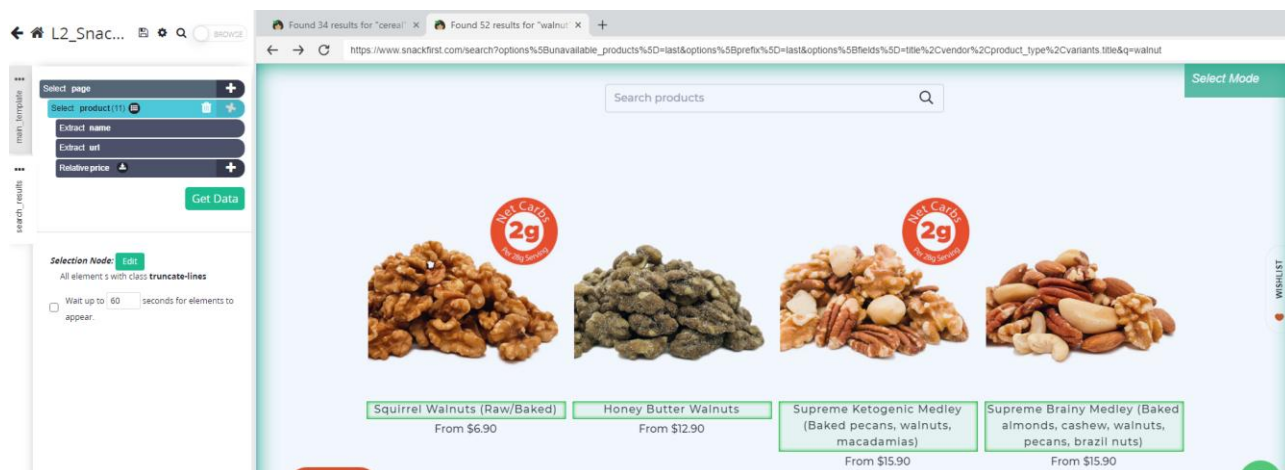 L2_Snac...
BROWSE
Found 34 results for "cereal"
Found 52 results for "walnut
https://www.snackfirst.com/search?options%5Bunavailable_products%5D=last&options%5Bprefix%5D=last&options%5Bfields%5D=title%2Cvendor%2Cproduct_type%2Cvariants.title&q=walnut
main_template
search_results
Select page
Select product (11)
Extract name
Extract url
Relative price
Get Data
Selection Node: Edit
All element s with class truncate-lines
Wait up to 60 seconds for elements to
appear.
Select Mode
Search products
Net Carbs
2g
Per 28g Serving
Net Carbs
2g
Per 28g Serving
WISHLIST
Squirrel Walnuts (Raw/Baked)
From $6.90
Honey Butter Walnuts
From $12.90
Supreme Ketogenic Medley
(Baked pecans, walnuts,
macadamias)
From $15.90
Supreme Brainy Medley (Baked
almonds, cashew, walnuts,
pecans, brazil nuts)
From $15.90